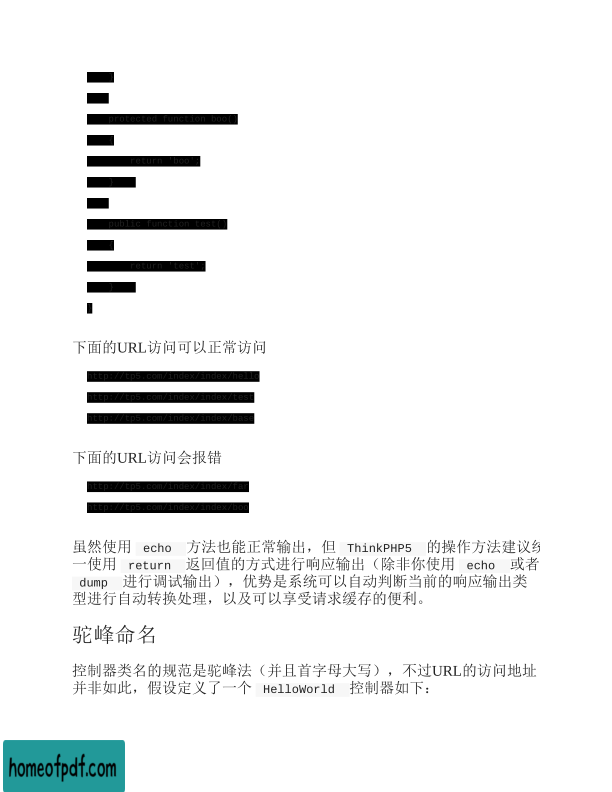 }
protected function boo()
{
return 'boo';
}
public function test()
{
return 'test';
}
}
下面的URL访问可以正常访问
http://tp5.com/index/index/hello
http://tp5.com/index/index/test
http://tp5.com/index/index/
下面的URL访问会报错
http://tp5.com/index/index/
http://tp5.com/index/index/boo
虽然使用 echo 方法也能正常输出，但 ThinkPHP5 的操作方法建议统
一使用 return 返回值的方式进行响应输出（除非你使用 echo 或者
dump 进行调试输出），优势是系统可以自动判断当前的响应输出类
型进行自动转换处理，以及可以享受请求缓存的便利。
驼峰命名
控制器类名的规范是驼峰法（并且首字母大写），不过URL的访问地址
并非如此，假设定义了一个 HelloWorld 控制器如下：
homeofpdf.com